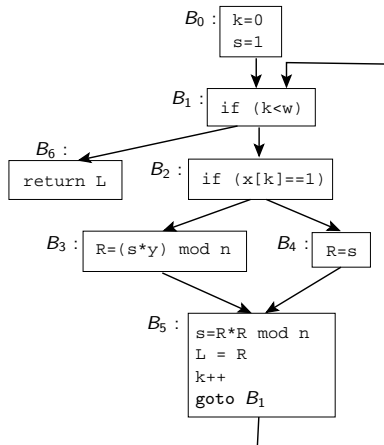 B0 :
k=0
s=1
B1 :
if (k<w)
B6 :
return L
B2 :
if (x[k]==1)
B3 :
R=(s*y) mod n
B4 :
R=s
B5 :
s=R*R mod n
L = R
k++
goto B1